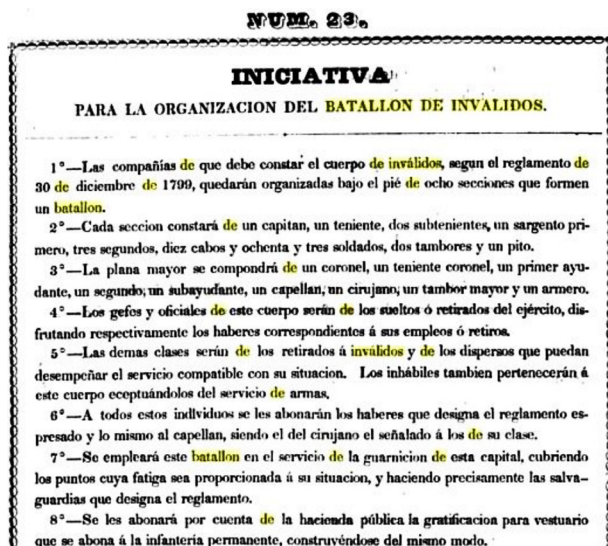 NUM. 23.
INICIATIVA
PARA LA ORGANIZACION DEL BATALLON DE INVALIDOS.
1°—Las compañías de que debe constar el cuerpo de inválidos, segun el reglamento de
30 de diciembre de 1799, quedarán organizadas bajo el pié de ocho secciones que formen
un batallon.
2°—Cada seccion constará de un capitan, un teniente, dos subtenientes, un sargento pri-
mero, tres segundos, diez cabos y ochenta y tres soldados, dos tambores y un pito.
3°—La plana mayor se compondrá de un coronel, un teniente coronel, un primer ayu-
dante, un segundo, un subayudante, un capellan, un cirujano, un tambor mayor y un armero.
4°—Los gefes y oficiales de este cuerpo serán de los sueltos ó retirados del ejército, dis-
frutando respectivamente los haberes correspondientes á sus empleos ó retiros.
5°—Las demas clases serán de los retirados á inválidos y de los dispersos que puedan
desempeñar el servicio compatible con su situacion. Los inhábiles tambien pertenecerán á
este cuerpo eceptuándolos del servicio de armas.
6°—A todos estos individuos se les abonarán los haberes que designa el reglamento es-
presado y lo mismo al capellan, siendo el del cirujano el señalado á los de su clase.
7°—Se empleará este batallon en el servicio de la guarnicion de esta capital, cubriendo
los puntos cuya fatiga sea proporcionada á su situacion, y haciendo precisamente las salva-
guardias que designa el reglamento.
8°—Se les abonará por cuenta de la hacienda pública la gratificacion para vestuario
que se abona á la infantería permanente, construyéndose del mismo modo.